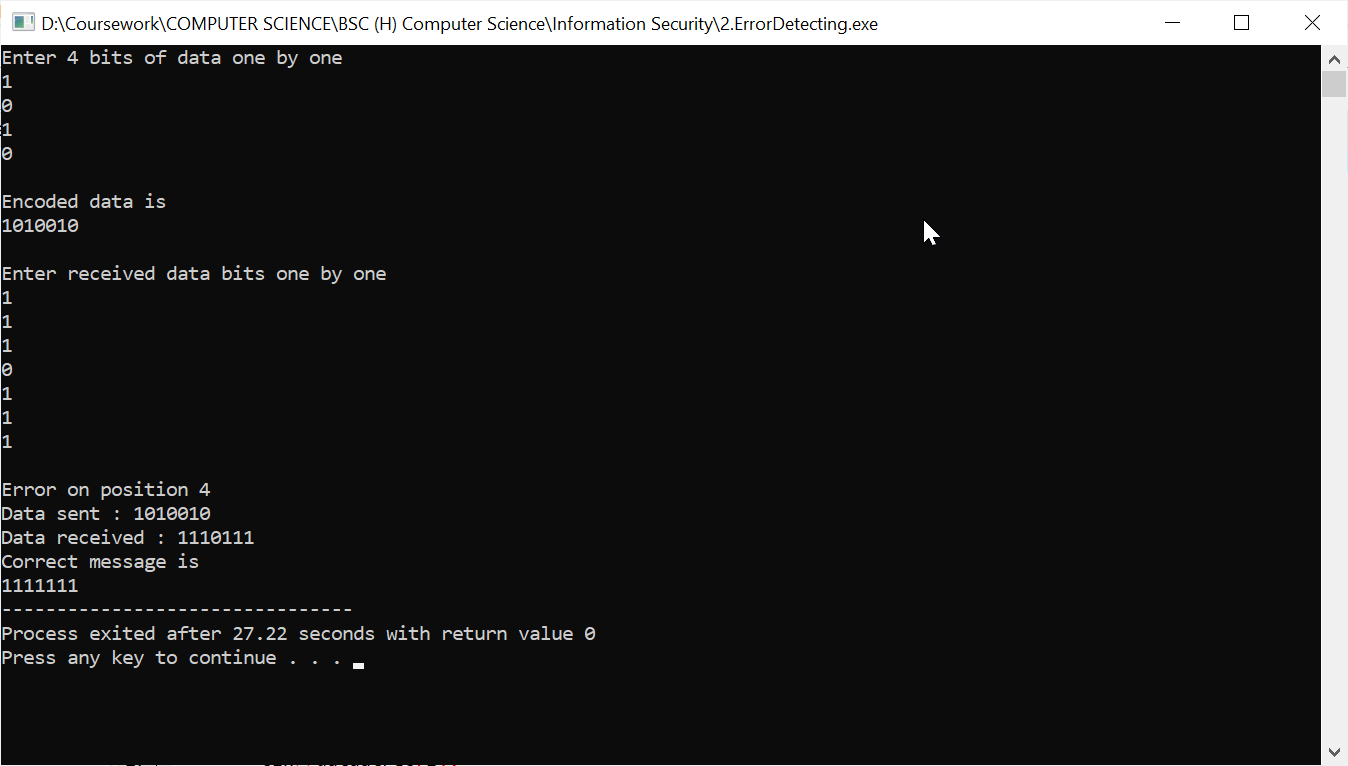 D:\Coursework\COMPUTER SCIENCE\BSC (H) Computer Science\Information Security\2.ErrorDetecting.exe
Enter 4 bits of data one by one
1
0
1
0
Encoded data is
1010010
Enter received data bits one by one
1
1
1
0
1
1
1
Error on position 4
Data sent : 1010010
Data received : 1110111
Correct message is
1111111
--------------------------------
Process exited after 27.22 seconds with return value 0
Press any key to continue . . .